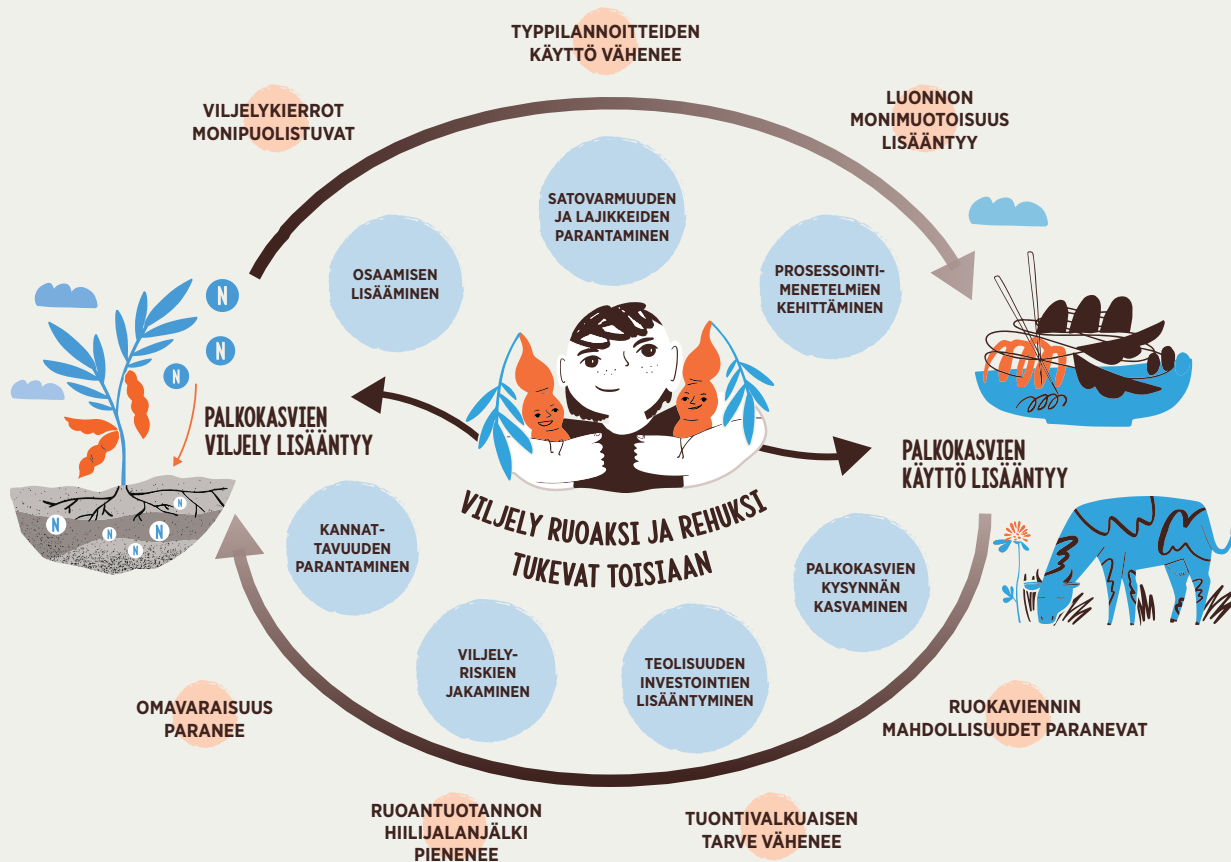 TYPPILANNOITTEIDEN
KÄYTTÖ VÄHENEE
VILJELYKIERROT
MONIPUOLISTUVAT
LUONNON
MONIMUOTOISUUS
LISÄÄNTYY
SATOVARMUUDEN
JA LAJIKKEIDEN
PARANTAMINEN
OSAAMISEN
LISÄÄMINEN
PROSESSOINTI-
MENETELMiEN
KEHITTÄMINEN
N
N
N
PALKOKASVIEN
VILJELY LISÄÄNTYY
PALKOKASVIEN
KÄYTTÖ LISÄÄNTYY
VILJELY RUOAKSI JA REHUKSI
TUKEVAT TOISIAAN
N
N
N
N
N
KANNAT-
TAVUUDEN
PARANTAMINEN
PALKOKASVIEN
KYSYNNÄN
KASVAMINEN
VILJELY-
RISKIEN
JAKAMINEN
TEOLISUUDEN
INVESTOINTIEN
LISÄÄNTYMINEN
OMAVARAISUUS
PARANEE
RUOKAVIENNIN
MAHDOLLISUUDET PARANEVAT
RUOANTUOTANNON
HIILIJALANJÄLKI
PIENENEE
TUONTIVALKUAISEN
TARVE VÄHENEE